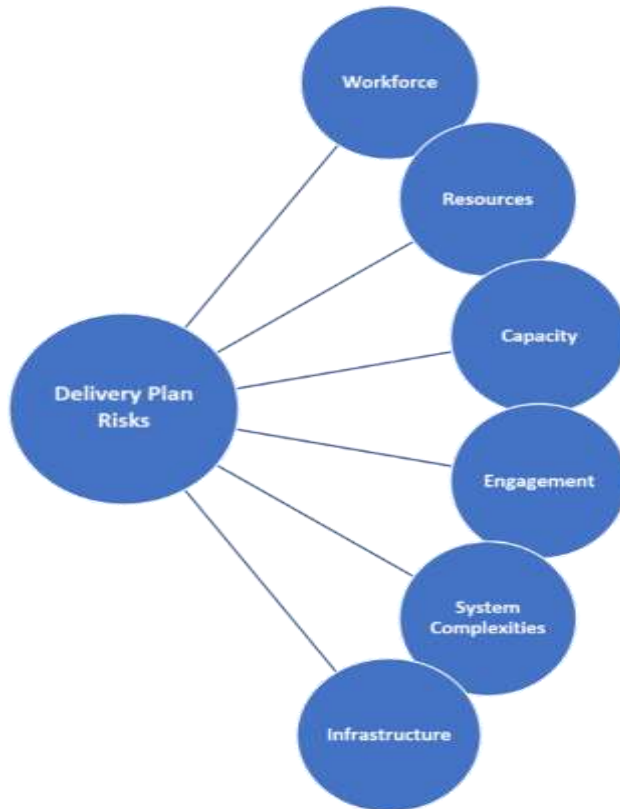 Workforce
Resources
Capacity
Delivery Plan
Risks
Engagement
System
Complexities
Infrastructure